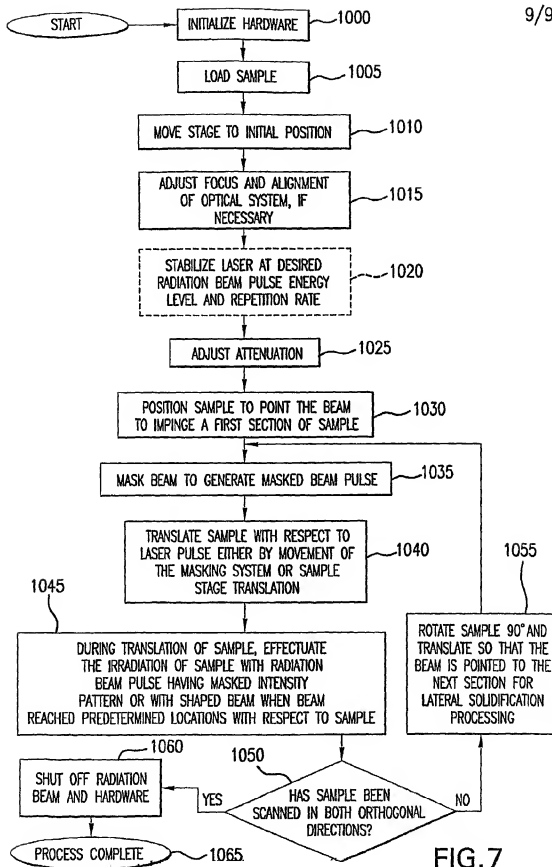 9/9
START
INITIALIZE HARDWARE
1000
LOAD SAMPLE
1005
MOVE STAGE TO INITIAL POSITION
1010
ADJUST FOCUS AND ALIGNMENT
OF OPTICAL SYSTEM, IF
NECESSARY
1015
STABILIZE LASER AT DESIRED
RADIATION BEAM PULSE ENERGY
LEVEL AND REPETITION RATE
1020
ADJUST ATTENUATION
1025
POSITION SAMPLE TO POINT THE BEAM
TO IMPINGE A FIRST SECTION OF SAMPLE
1030
MASK BEAM TO GENERATE MASKED BEAM PULSE
1035
TRANSLATE SAMPLE WITH RESPECT TO
LASER PULSE EITHER BY MOVEMENT OF
THE MASKING SYSTEM OR SAMPLE
STAGE TRANSLATION
1040
1045
DURING TRANSLATION OF SAMPLE, EFFECTUATE
THE IRRADIATION OF SAMPLE WITH RADIATION
BEAM PULSE HAVING MASKED INTENSITY
PATTERN OR WITH SHAPED BEAM WHEN BEAM
REACHED PREDETERMINED LOCATIONS WITH RESPECT TO SAMPLE
1055
ROTATE SAMPLE 90° AND
TRANSLATE SO THAT THE
BEAM IS POINTED TO THE
NEXT SECTION FOR
LATERAL SOLIDIFICATION
PROCESSING
1050
HAS SAMPLE BEEN
SCANNED IN BOTH ORTHOGONAL
DIRECTIONS?
YES
NO
1060
SHUT OFF RADIATION
BEAM AND HARDWARE
PROCESS COMPLETE
1065
FIG.7